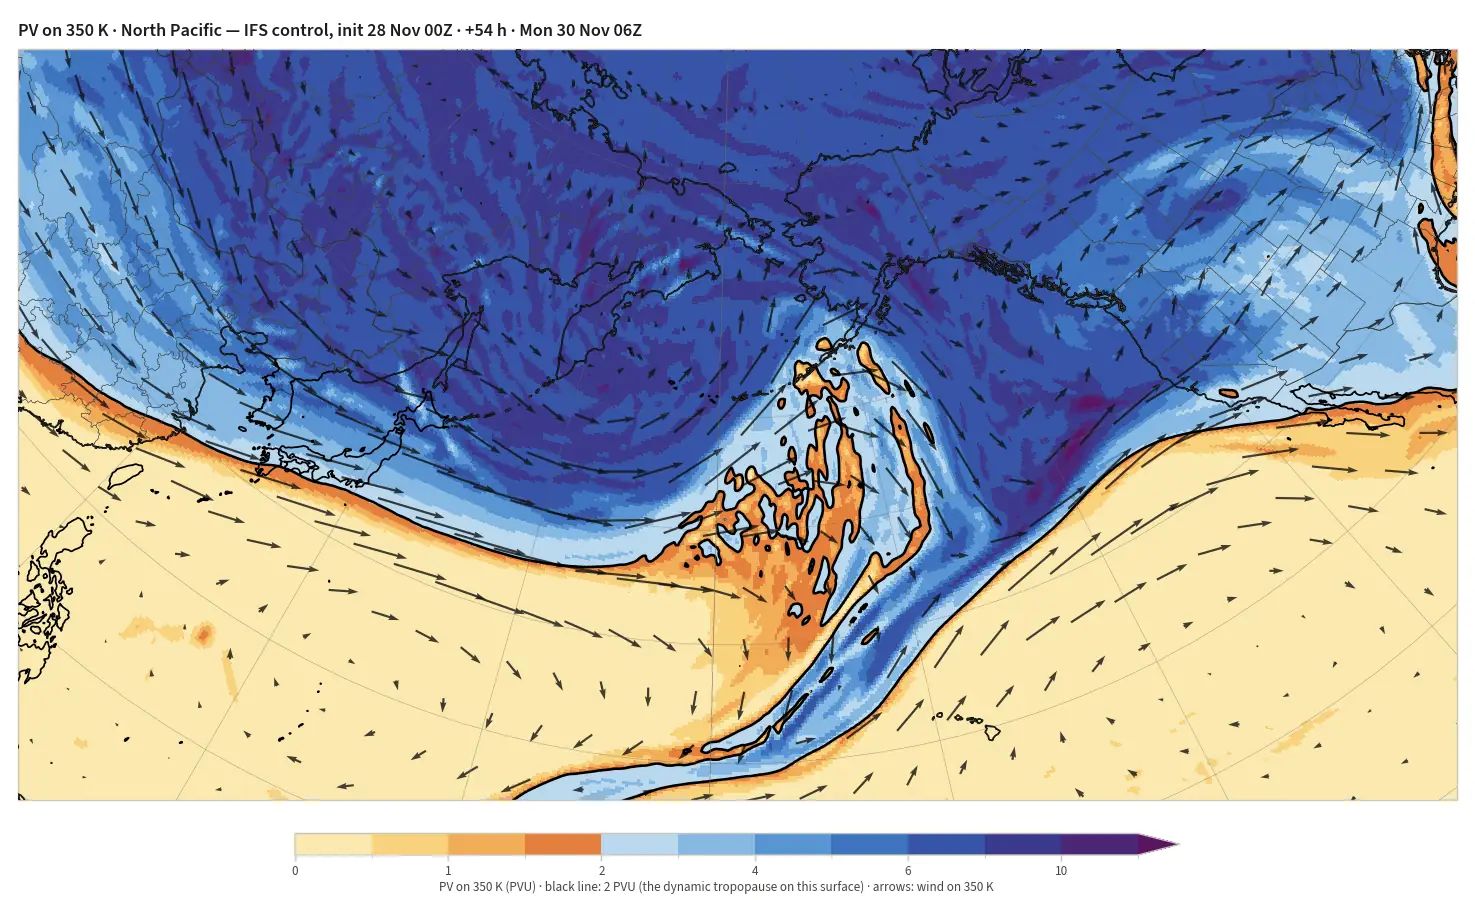 PV on 350 K · North Pacific — IFS control, init 28 Nov 00Z · +54 h · Mon 30 Nov 06Z
0 1 2 4 6 10
PV on 350 K (PVU) · black line: 2 PVU (the dynamic tropopause on this surface) · arrows: wind on 350 K